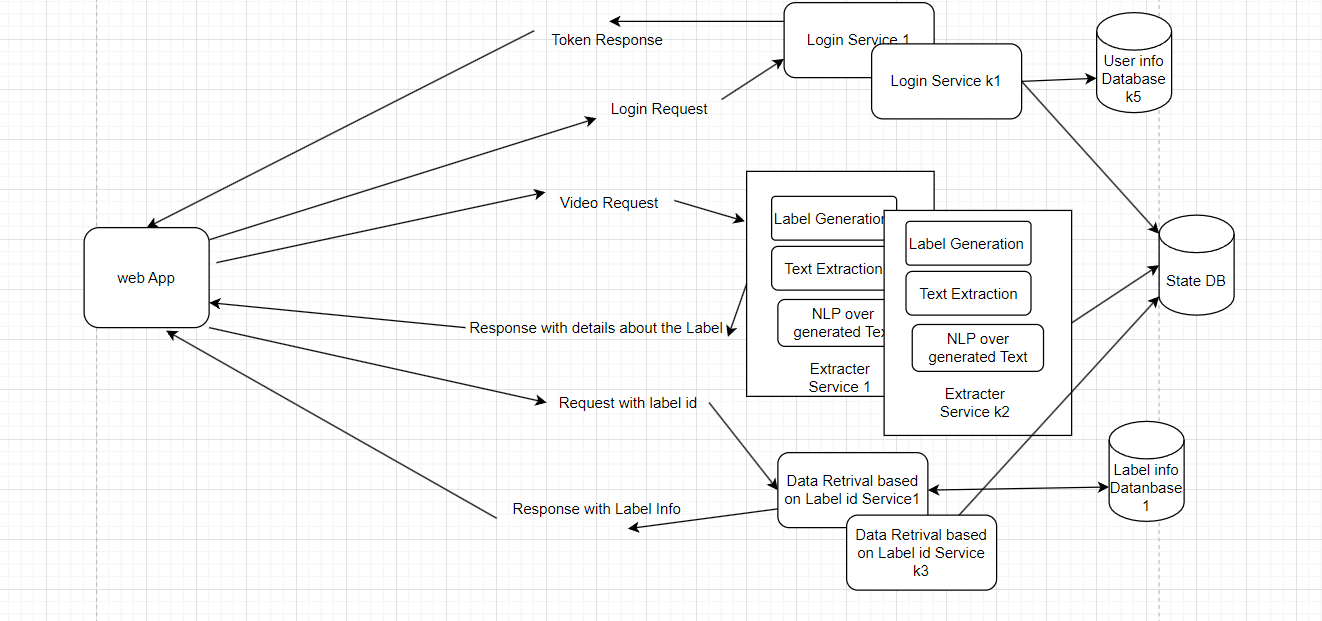 Token Response
Login Service 1
Login Service k1
User info
Database
k5
Login Request
Video Request
Label Generation
Text Extraction
NLP over
generated Tex
Extracter
Service 1
Label Generation
Text Extraction
NLP over
generated Text
Extracter
Service k2
State DB
web App
Response with details about the Label
Request with label id
Data Retrival based
on Label id Service1
Label info
Datanbase
1
Response with Label Info
Data Retrival based
on Label id Service
k3